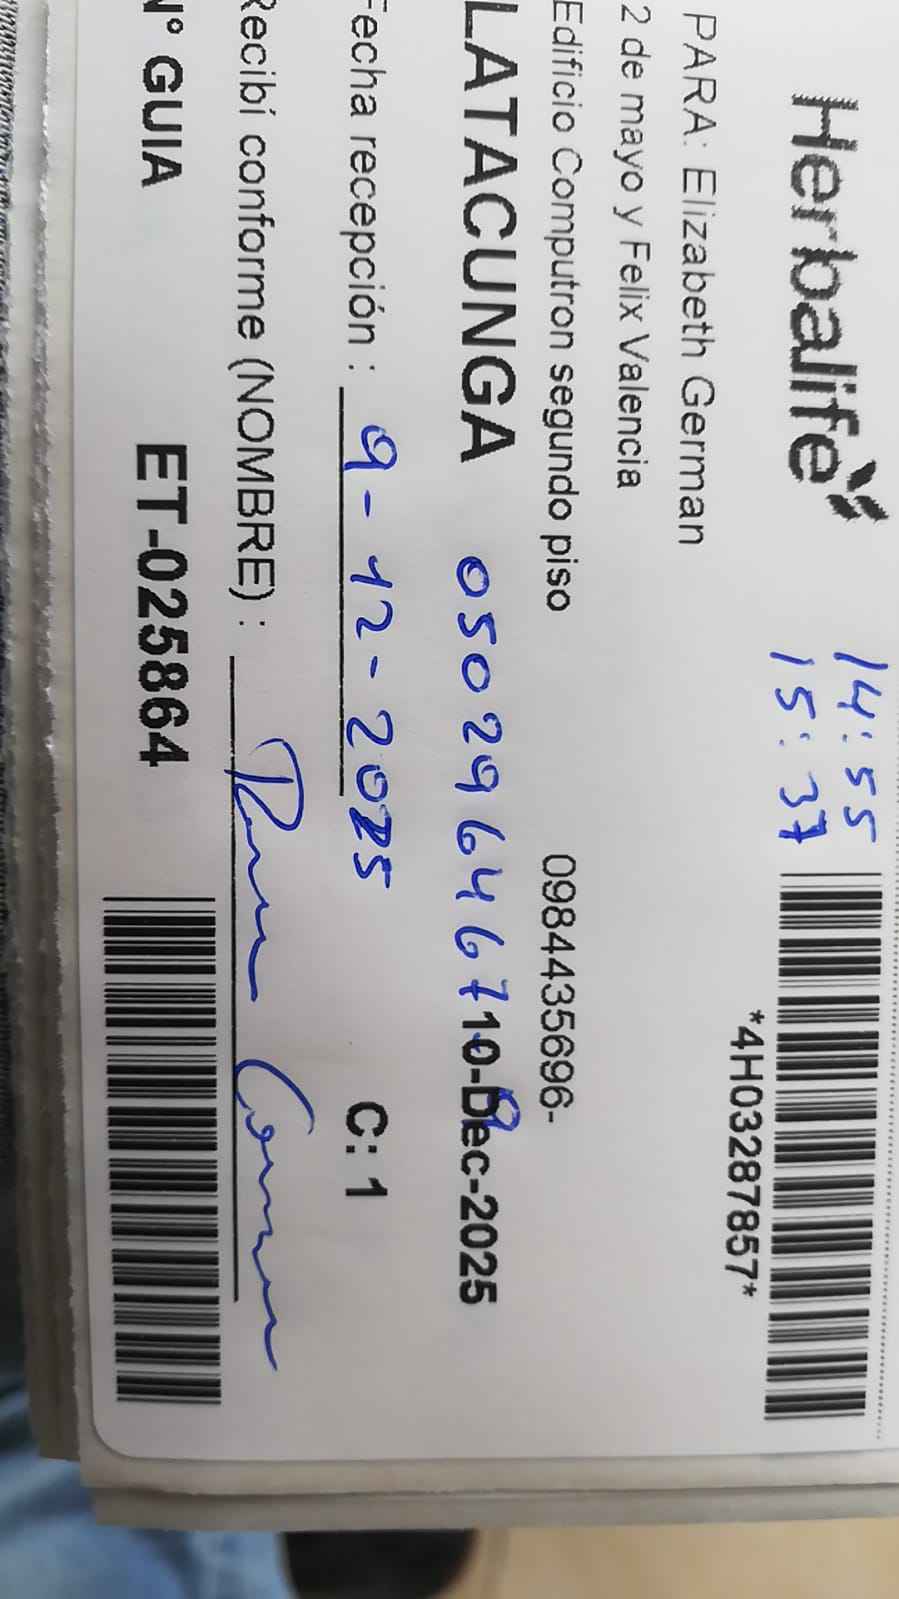 Herbalife
14:55
15:37
*4H03287857*
PARA: Elizabeth German
2 de mayo y Felix Valencia
Edificio Computron segundo piso
0984435696-
LATACUNGA 0502964671 10-Dec-2025
Fecha recepción : 9-12-2025 C: 1
Recibí conforme (NOMBRE) :
N° GUIA ET-025864